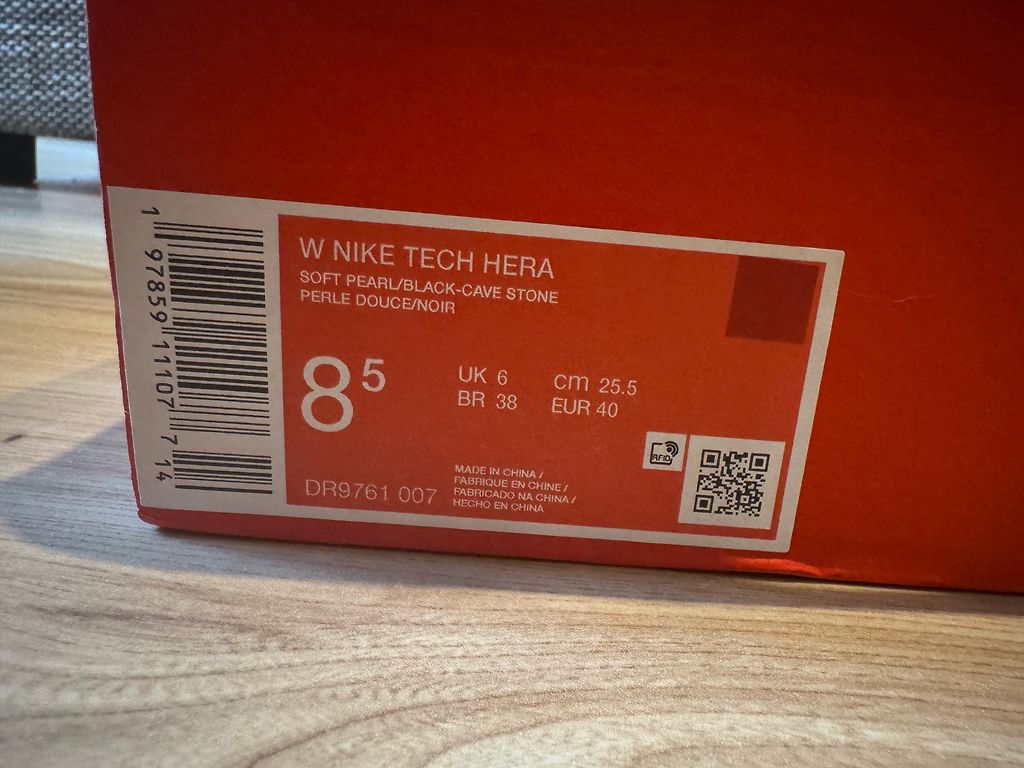 W NIKE TECH HERA
SOFT PEARL/BLACK-CAVE STONE
PERLE DOUCE/NOIR
8⁵
UK 6 cm 25.5
BR 38 EUR 40
DR9761 007
MADE IN CHINA /
FABRIQUE EN CHINE /
FABRICADO NA CHINA /
HECHO EN CHINA
RFID
1 97859 11107 7 14